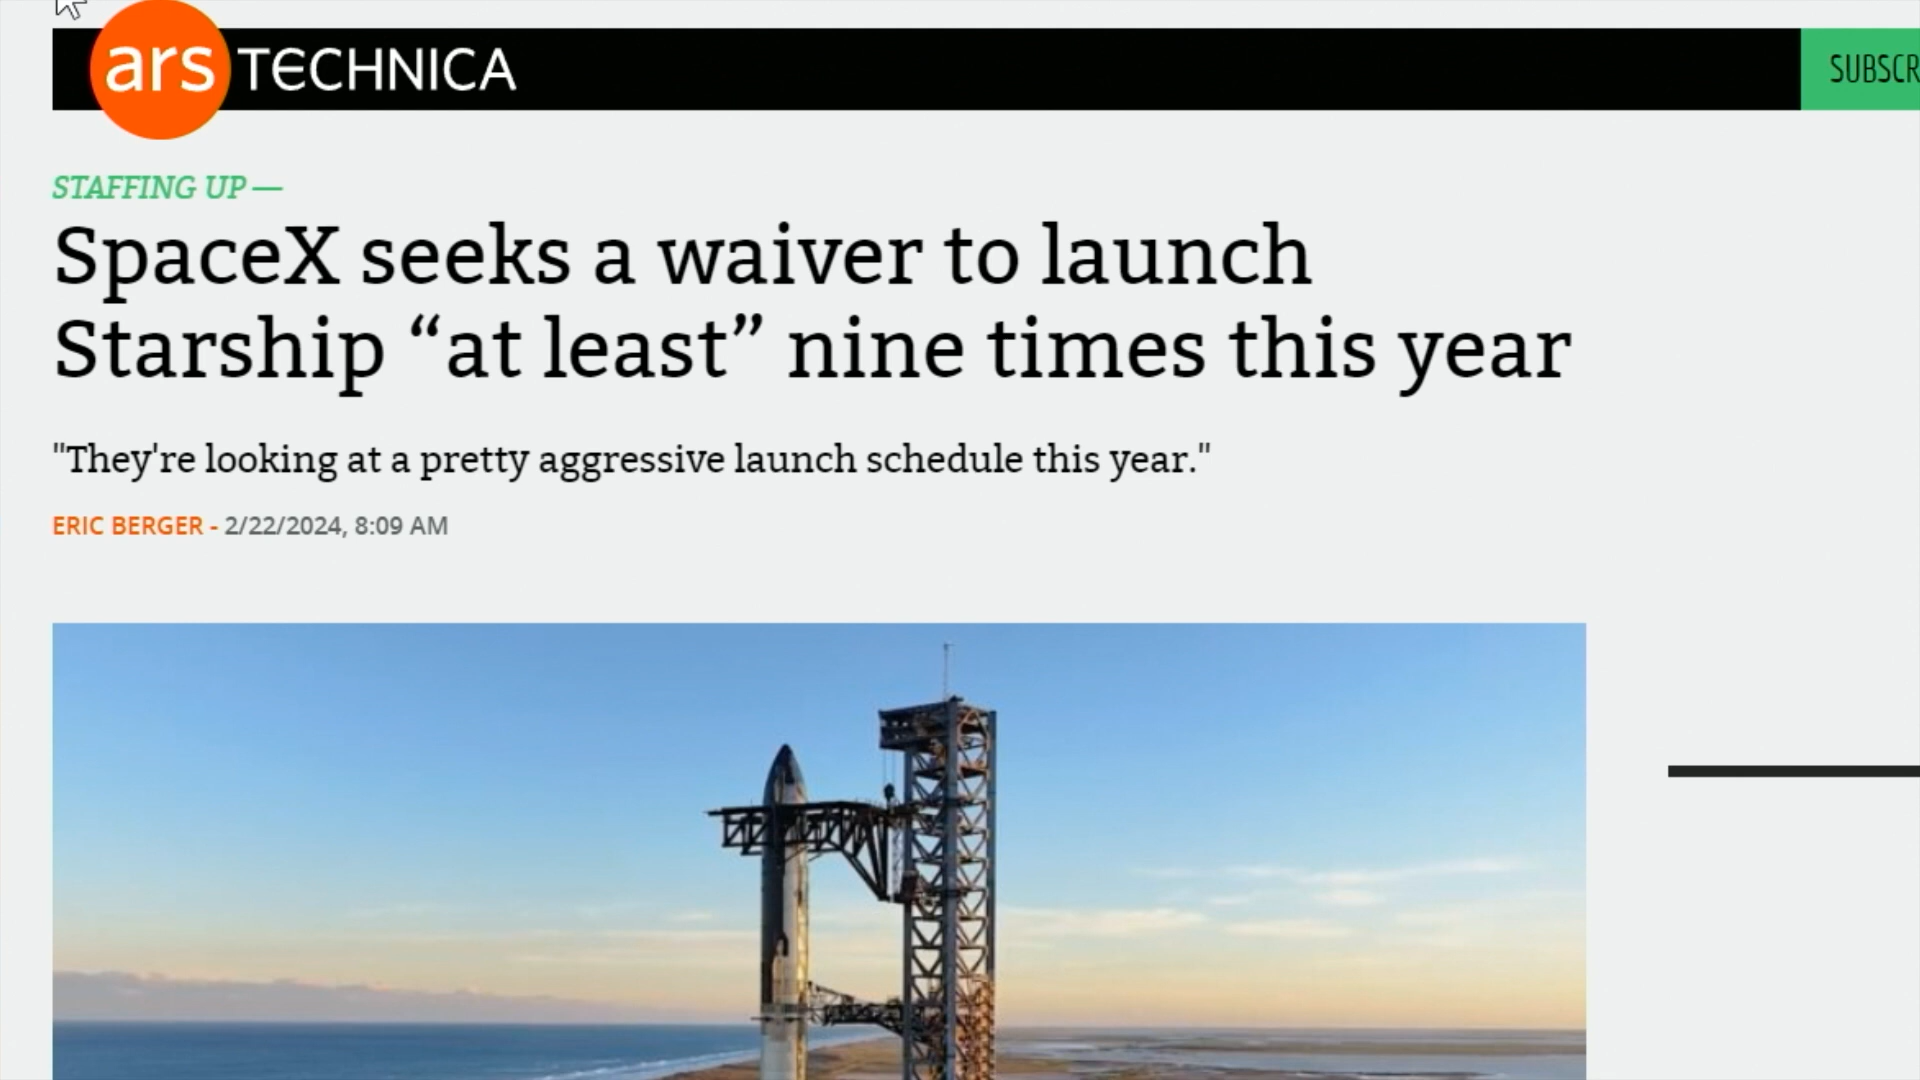 ars TECHNICA
SUBSCR
STAFFING UP —
SpaceX seeks a waiver to launch
Starship “at least” nine times this year
"They're looking at a pretty aggressive launch schedule this year."
ERIC BERGER - 2/22/2024, 8:09 AM